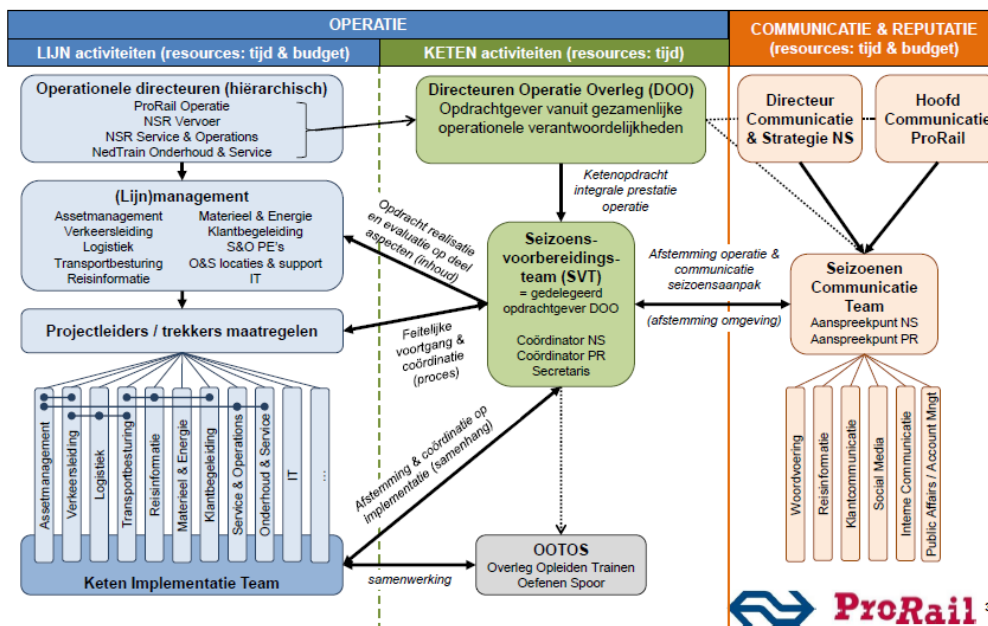 OPERATIE
COMMUNICATIE & REPUTATIE
(resources: tijd & budget)
LIJN activiteiten (resources: tijd & budget)
KETEN activiteiten (resources: tijd)
Operationele directeuren (hiërarchisch)
ProRail Operatie
NSR Vervoer
NSR Service & Operations
NedTrain Onderhoud & Service
Directeuren Operatie Overleg (DOO)
Opdrachtgever vanuit gezamenlijke
operationele verantwoordelijkheden
Directeur
Communicatie
& Strategie NS
Hoofd
Communicatie
ProRail
(Lijn)management
Assetmanagement
Verkeersleiding
Logistiek
Transportbesturing
Reisinformatie
Materieel & Energie
Klantbegeleiding
S&O PE's
O&S locaties & support
IT
Opdracht realisatie
en evaluatie op deel
aspecten (inhoud)
Ketenopdracht
integrale prestatie
operatie
Seizoens-
voorbereidings-
team (SVT)
= gedelegeerd
opdrachtgever DOO
Coördinator NS
Coördinator PR
Secretaris
Afstemming operatie &
communicatie
seizoensaanpak
(afstemming omgeving)
Seizoenen
Communicatie
Team
Aanspreekpunt NS
Aanspreekpunt PR
Projectleiders / trekkers maatregelen
Feitelijke
voortgang &
coördinatie
(proces)
Assetmanagement
Verkeersleiding
Logistiek
Transportbesturing
Reisinformatie
Materieel & Energie
Klantbegeleiding
Service & Operations
Onderhoud & Service
IT
...
Afstemming & coördinatie op
implementatie (samenhang)
Woordvoering
Reisinformatie
Klantcommunicatie
Social Media
Interne Communicatie
Public Affairs / Account Mngt
Keten Implementatie Team
samenwerking
OOTOS
Overleg Opleiden Trainen
Oefenen Spoor
ProRail
3